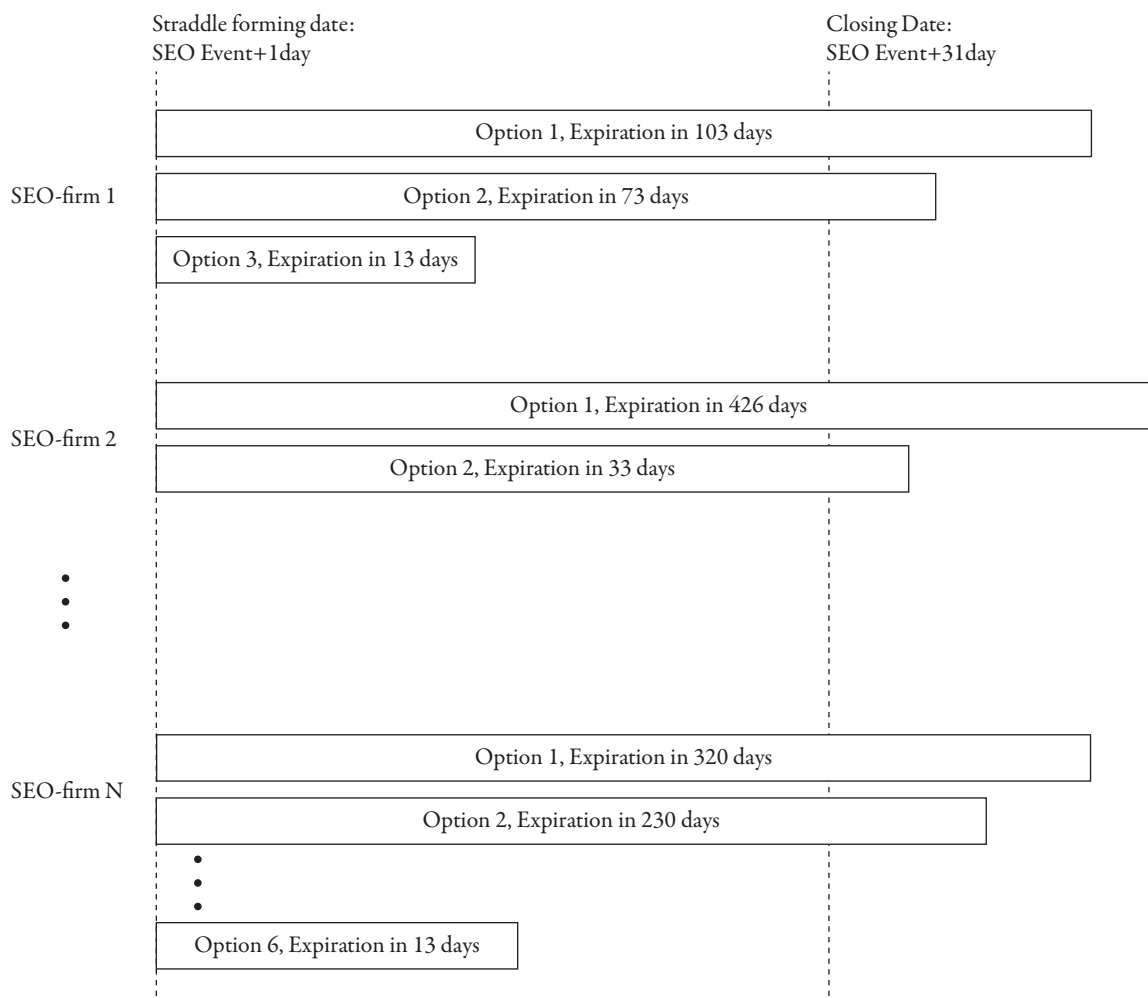 Straddle forming date:
SEO Event+1day
Closing Date:
SEO Event+31day
Option 1, Expiration in 103 days
SEO-firm 1
Option 2, Expiration in 73 days
Option 3, Expiration in 13 days
Option 1, Expiration in 426 days
SEO-firm 2
Option 2, Expiration in 33 days
Option 1, Expiration in 320 days
SEO-firm N
Option 2, Expiration in 230 days
Option 6, Expiration in 13 days